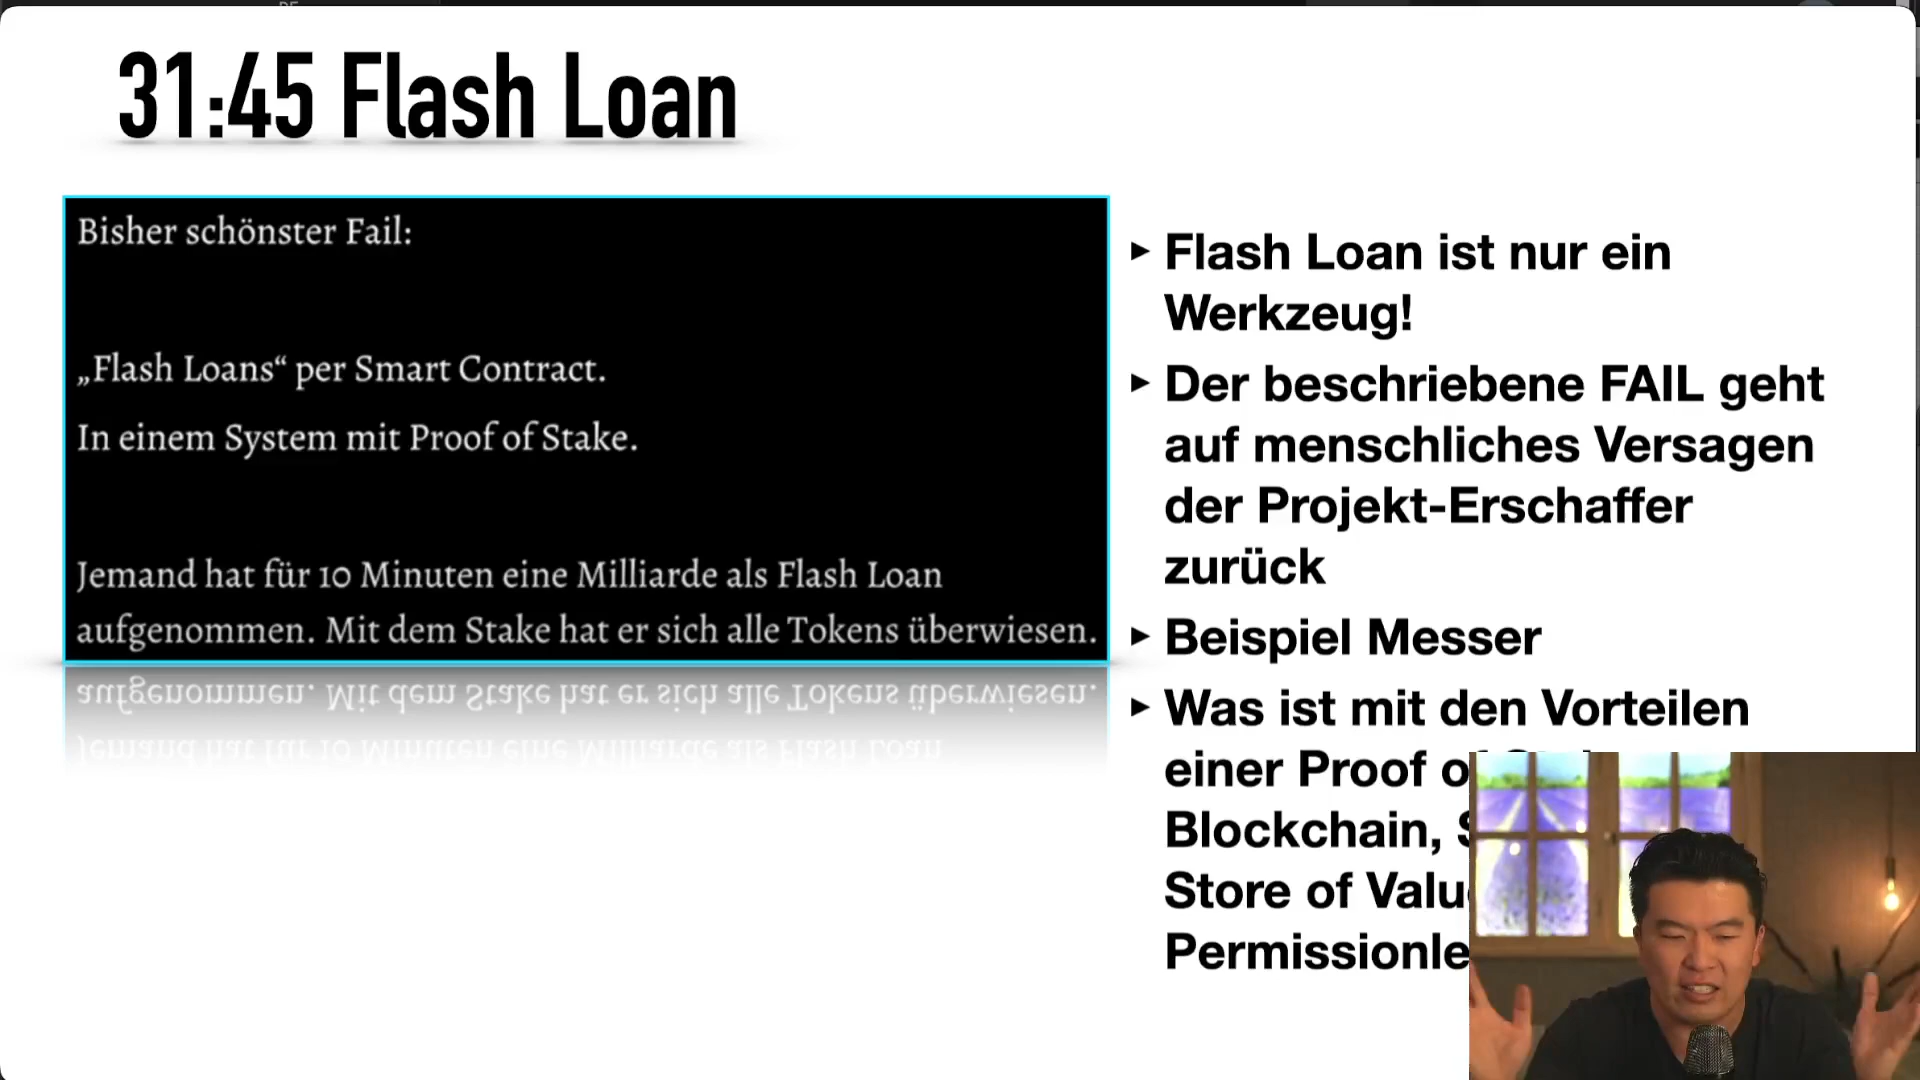 31:45 Flash Loan
Bisher schönster Fail:
„Flash Loans“ per Smart Contract.
In einem System mit Proof of Stake.
Jemand hat für 10 Minuten eine Milliarde als Flash Loan
aufgenommen. Mit dem Stake hat er sich alle Tokens überwiesen.
▸ Flash Loan ist nur ein
Werkzeug!
▸ Der beschriebene FAIL geht
auf menschliches Versagen
der Projekt-Erschaffer
zurück
▸ Beispiel Messer
▸ Was ist mit den Vorteilen
einer Proof
Blockchain,
Store of